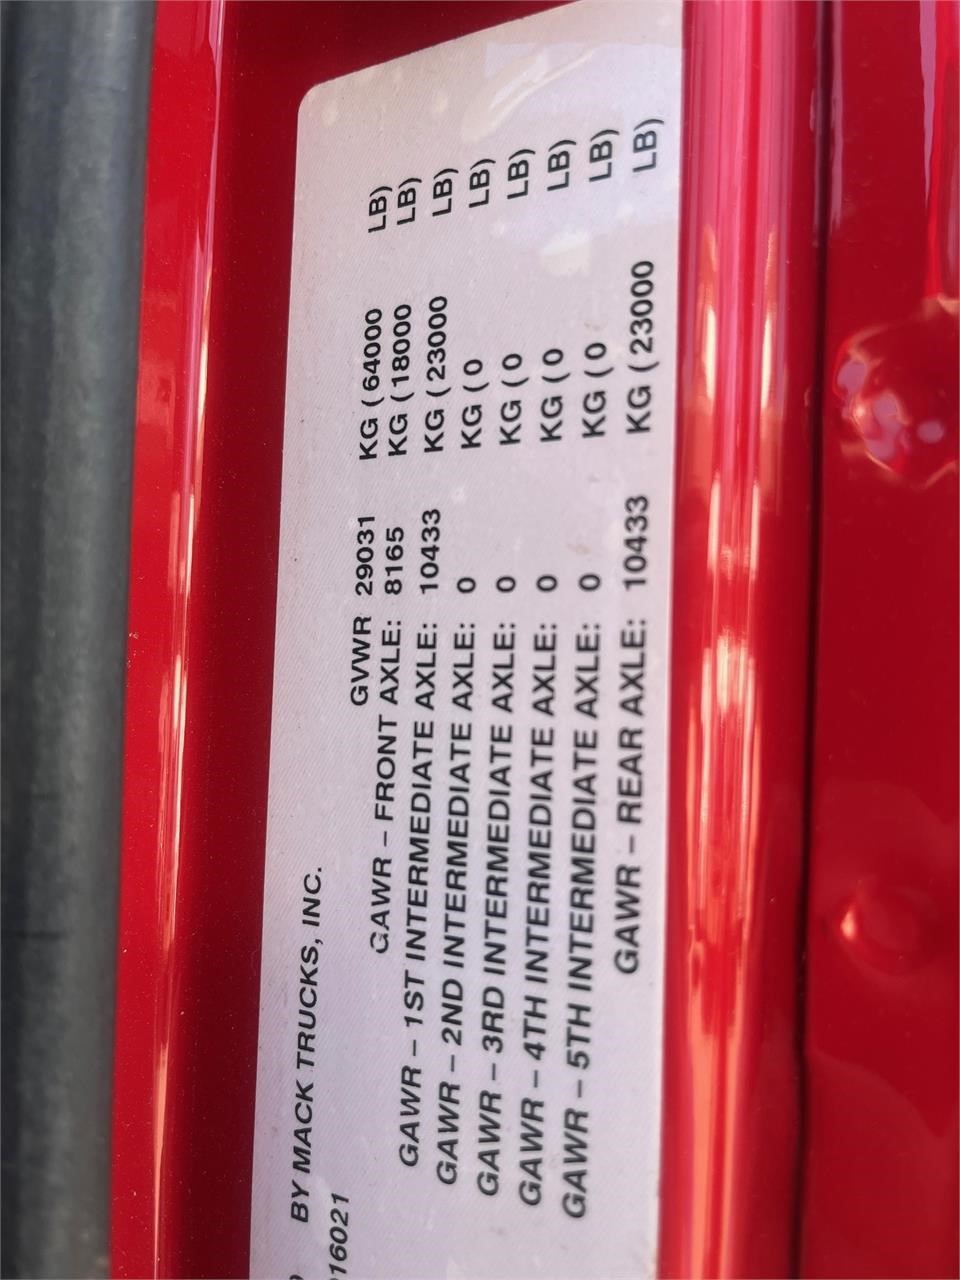 BY MACK TRUCKS, INC.
16021
GVWR 29031 KG (64000 LB)
GAWR – FRONT AXLE: 8165 KG (18000 LB)
GAWR – 1ST INTERMEDIATE AXLE: 10433 KG (23000 LB)
GAWR – 2ND INTERMEDIATE AXLE: 0 KG (0 LB)
GAWR – 3RD INTERMEDIATE AXLE: 0 KG (0 LB)
GAWR – 4TH INTERMEDIATE AXLE: 0 KG (0 LB)
GAWR – 5TH INTERMEDIATE AXLE: 0 KG (0 LB)
GAWR – REAR AXLE: 10433 KG (23000 LB)